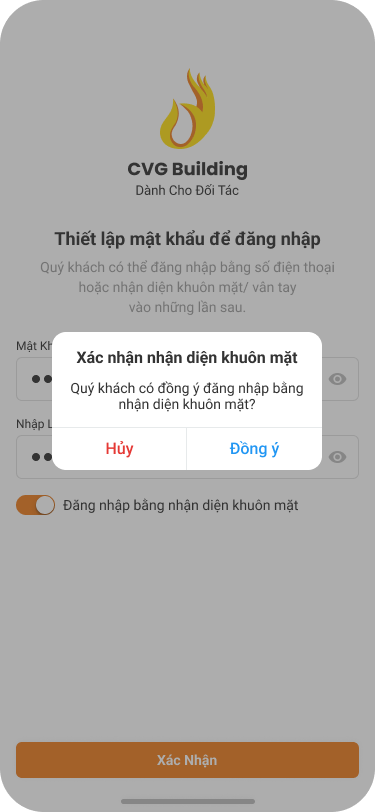 CVG Building
Dành Cho Đối Tác
Thiết lập mật khẩu để đăng nhập
Quý khách có thể đăng nhập bằng số điện thoại
hoặc nhận diện khuôn mặt/ vân tay
vào những lần sau.
Mật Kh
Xác nhận nhận diện khuôn mặt
Quý khách có đồng ý đăng nhập bằng
nhận diện khuôn mặt?
Nhập L
Hủy
Đồng ý
Đăng nhập bằng nhận diện khuôn mặt
Xác Nhận